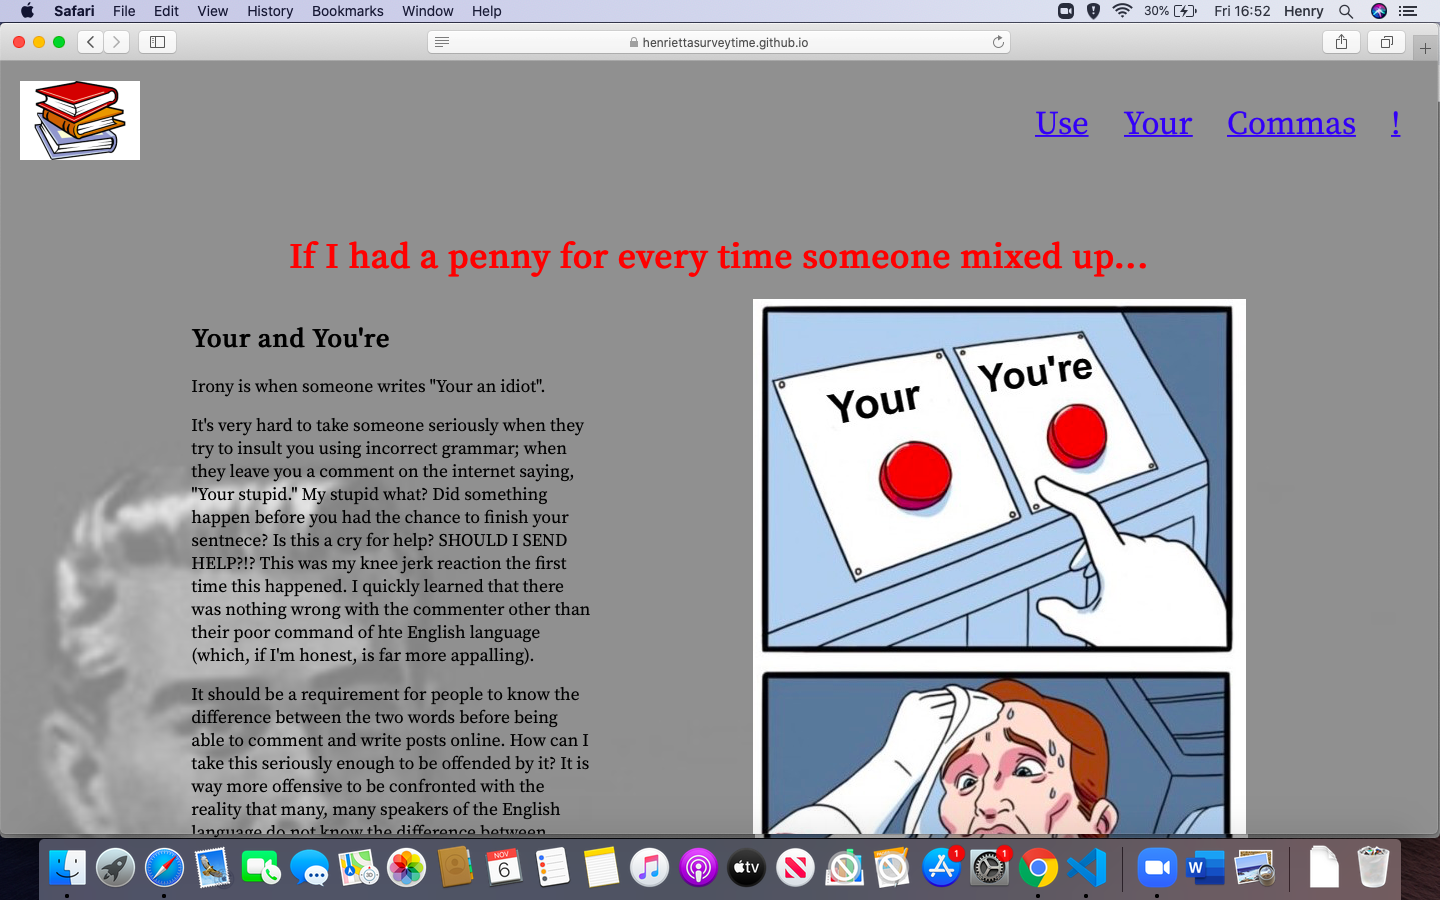 Safari File Edit View History Bookmarks Window Help 30% Fri 16:52 Henry
henriettasurveytime.github.io
Use Your Commas !
If I had a penny for every time someone mixed up...
Your and You're
Irony is when someone writes "Your an idiot".
It's very hard to take someone seriously when they
try to insult you using incorrect grammar; when
they leave you a comment on the internet saying,
"Your stupid." My stupid what? Did something
happen before you had the chance to finish your
sentnece? Is this a cry for help? SHOULD I SEND
HELP?!? This was my knee jerk reaction the first
time this happened. I quickly learned that there
was nothing wrong with the commenter other than
their poor command of hte English language
(which, if I'm honest, is far more appalling).
It should be a requirement for people to know the
difference between the two words before being
able to comment and write posts online. How can I
take this seriously enough to be offended by it? It is
way more offensive to be confronted with the
reality that many, many speakers of the English
language do not know the difference between
Your
You're
NOV
6
tv
1
1
W